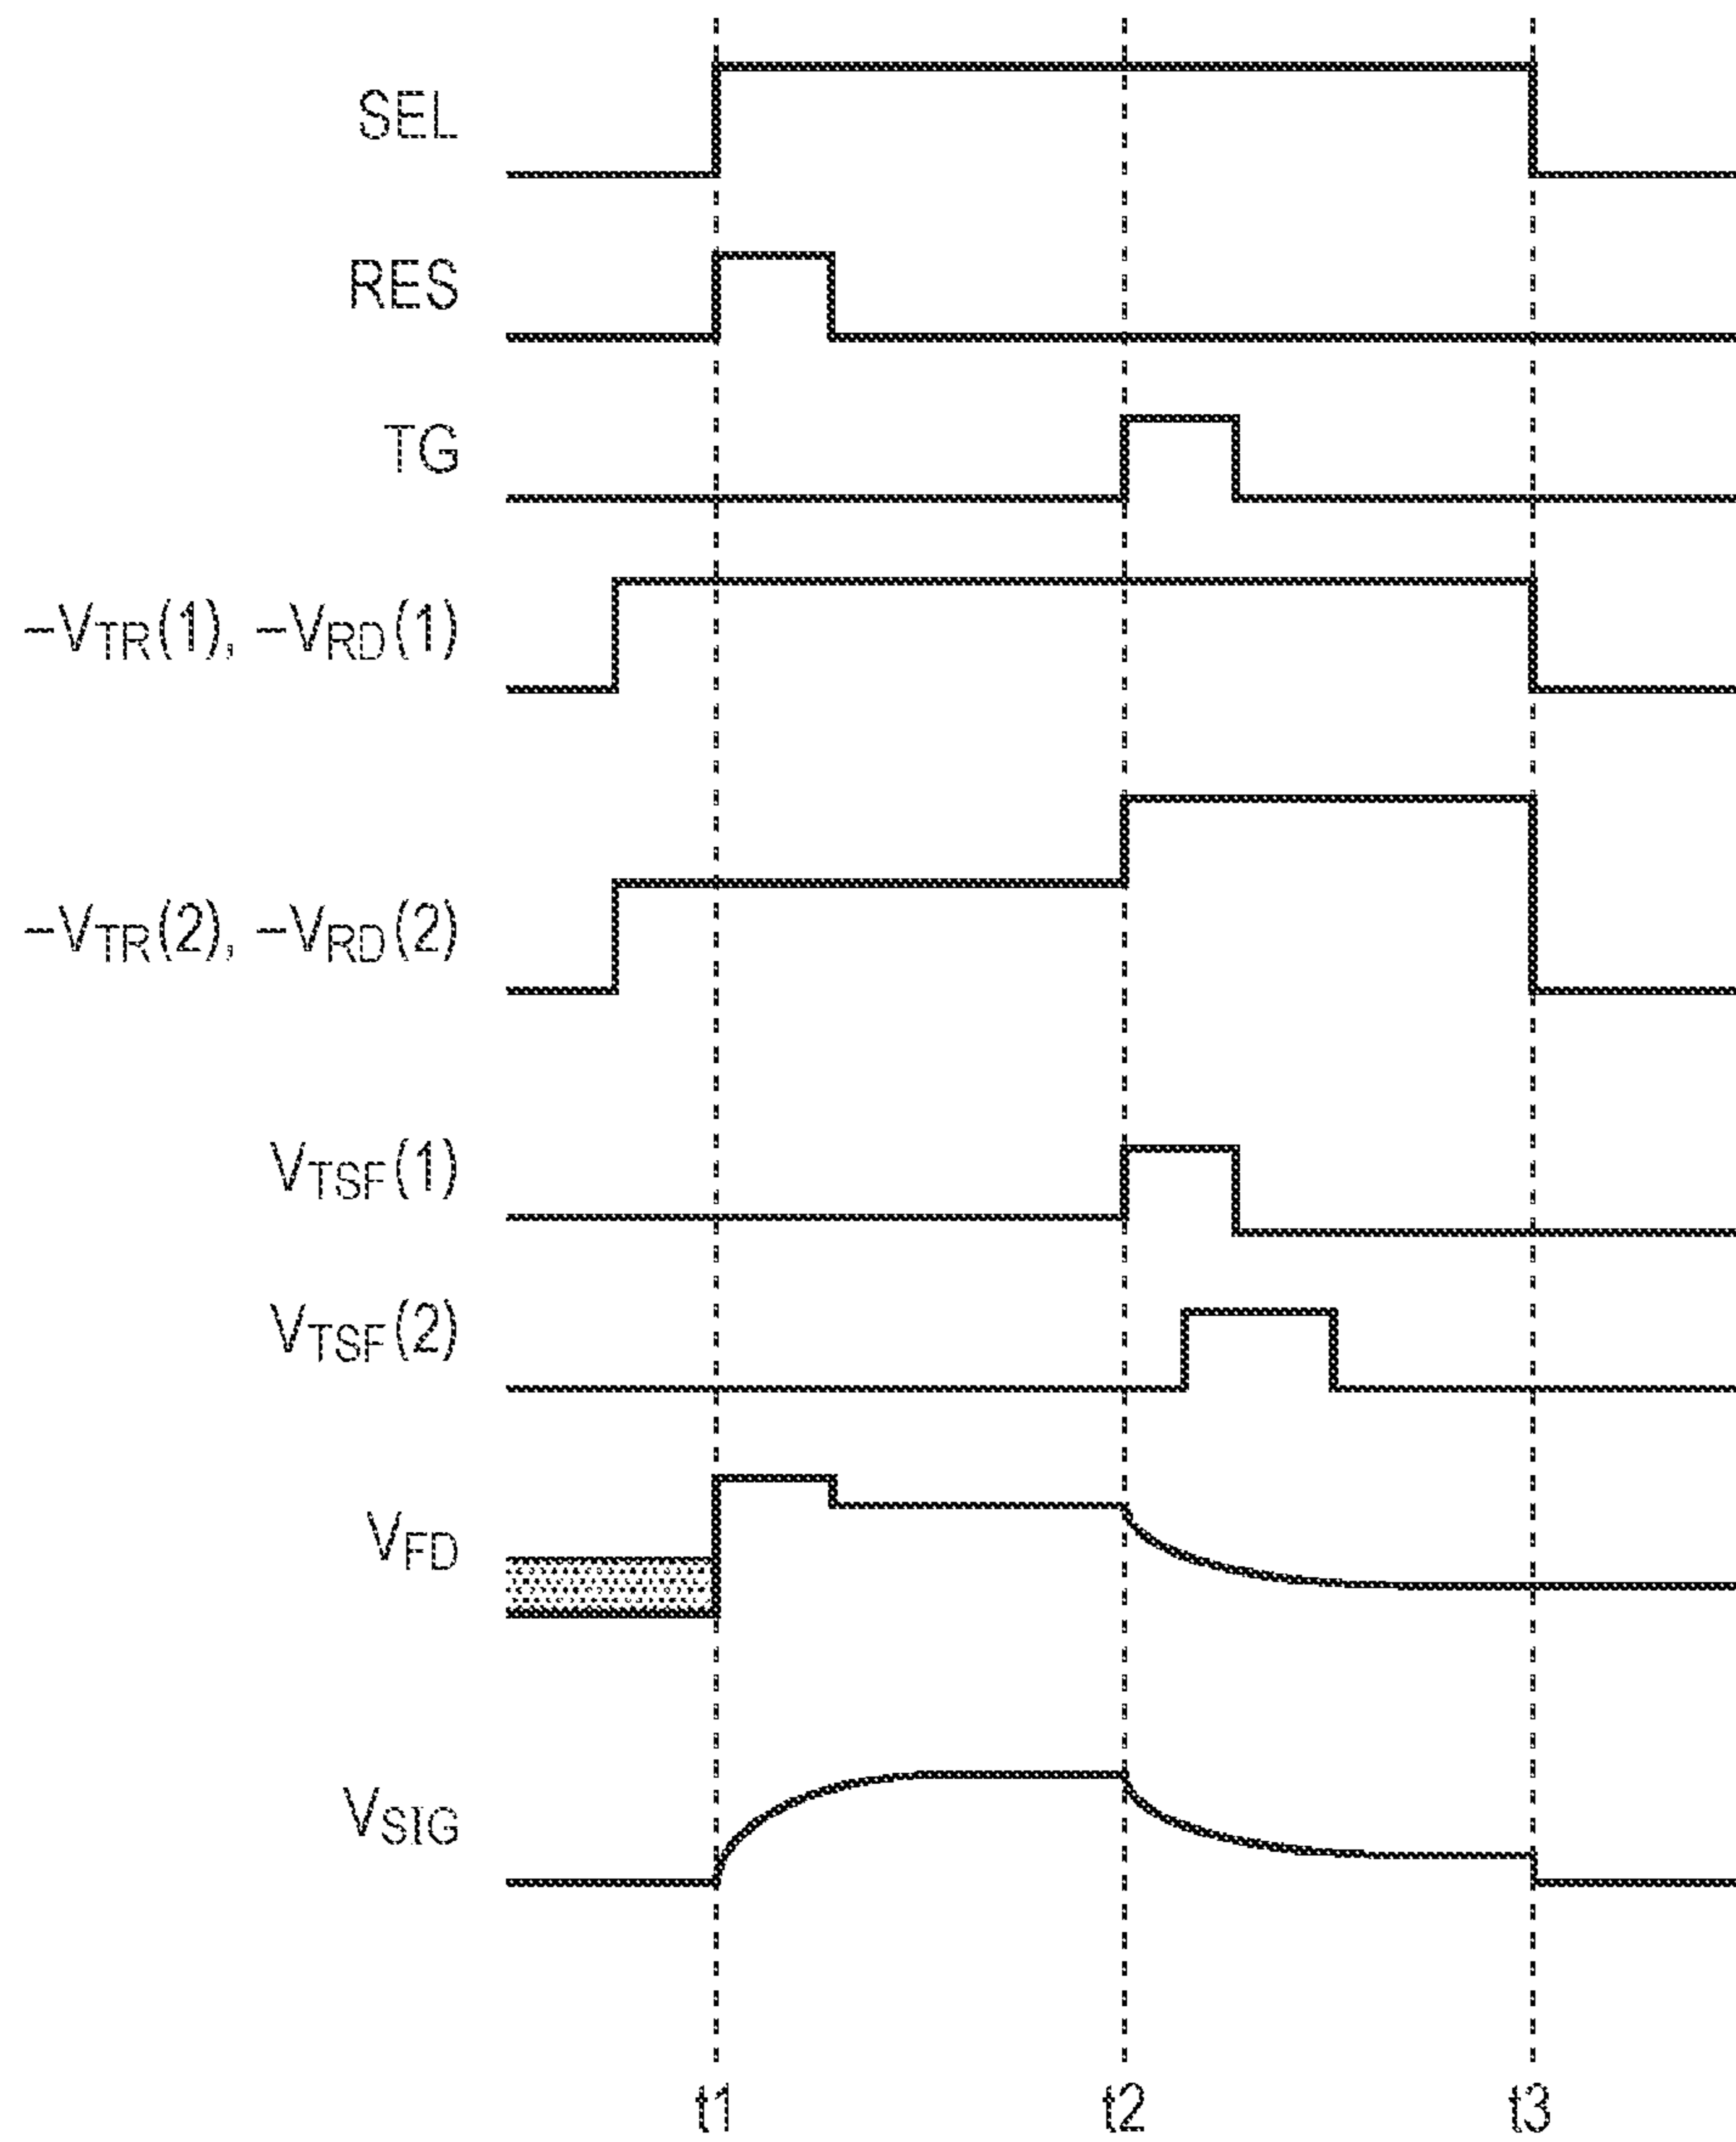 SEL
RES
TG
–VTR(1), –VRD(1)
–VTR(2), –VRD(2)
VTSF(1)
VTSF(2)
VFD
VSIG
t1 t2 t3